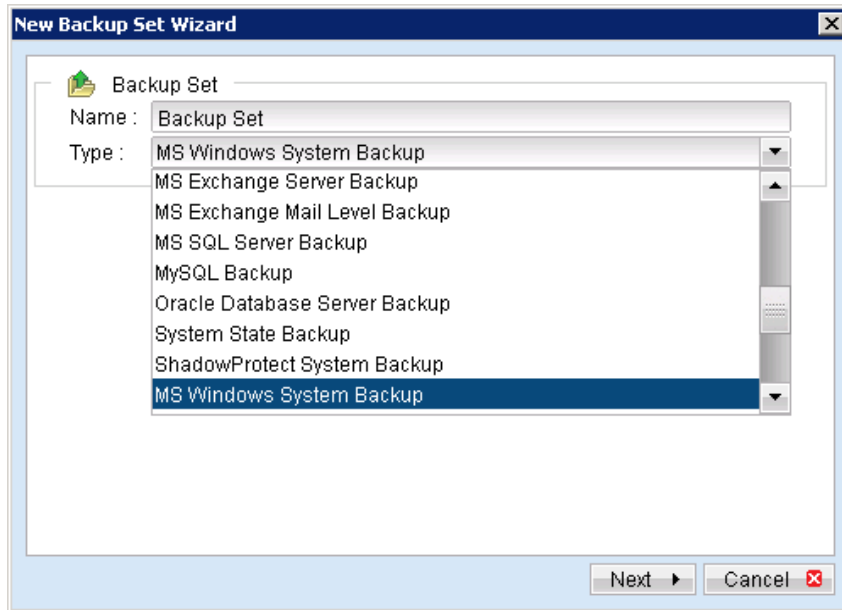 New Backup Set Wizard
Backup Set
Name : Backup Set
Type : MS Windows System Backup
MS Exchange Server Backup
MS Exchange Mail Level Backup
MS SQL Server Backup
MySQL Backup
Oracle Database Server Backup
System State Backup
ShadowProtect System Backup
MS Windows System Backup
Next Cancel